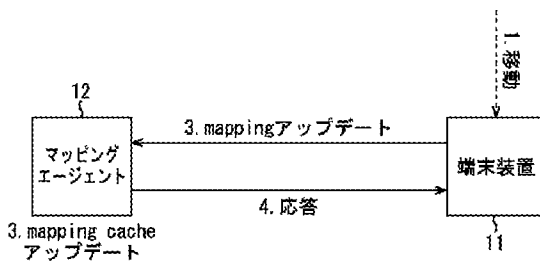 1.移動
12
3.mappingアップデート
マッピング
エージェント
端末装置
4.応答
3.mapping cache
アップデート
11